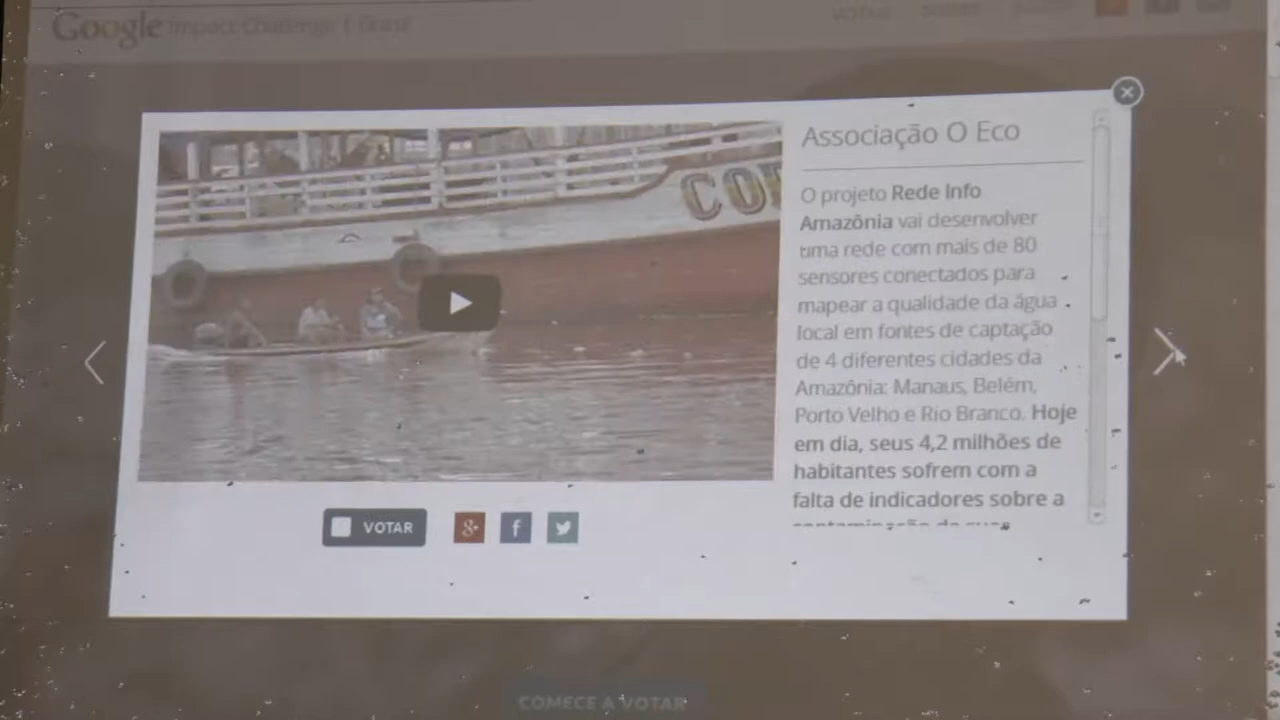 Google Impact Challenge | Brasil
VOTAR
COD
Associação O Eco
O projeto Rede Info
Amazônia vai desenvolver
uma rede com mais de 80
sensores conectados para
mapear a qualidade da água
local em fontes de captação
de 4 diferentes cidades da
Amazônia: Manaus, Belém,
Porto Velho e Rio Branco. Hoje
em dia, seus 4,2 milhões de
habitantes sofrem com a
falta de indicadores sobre a
VOTAR
g+ f
COMECE A VOTAR